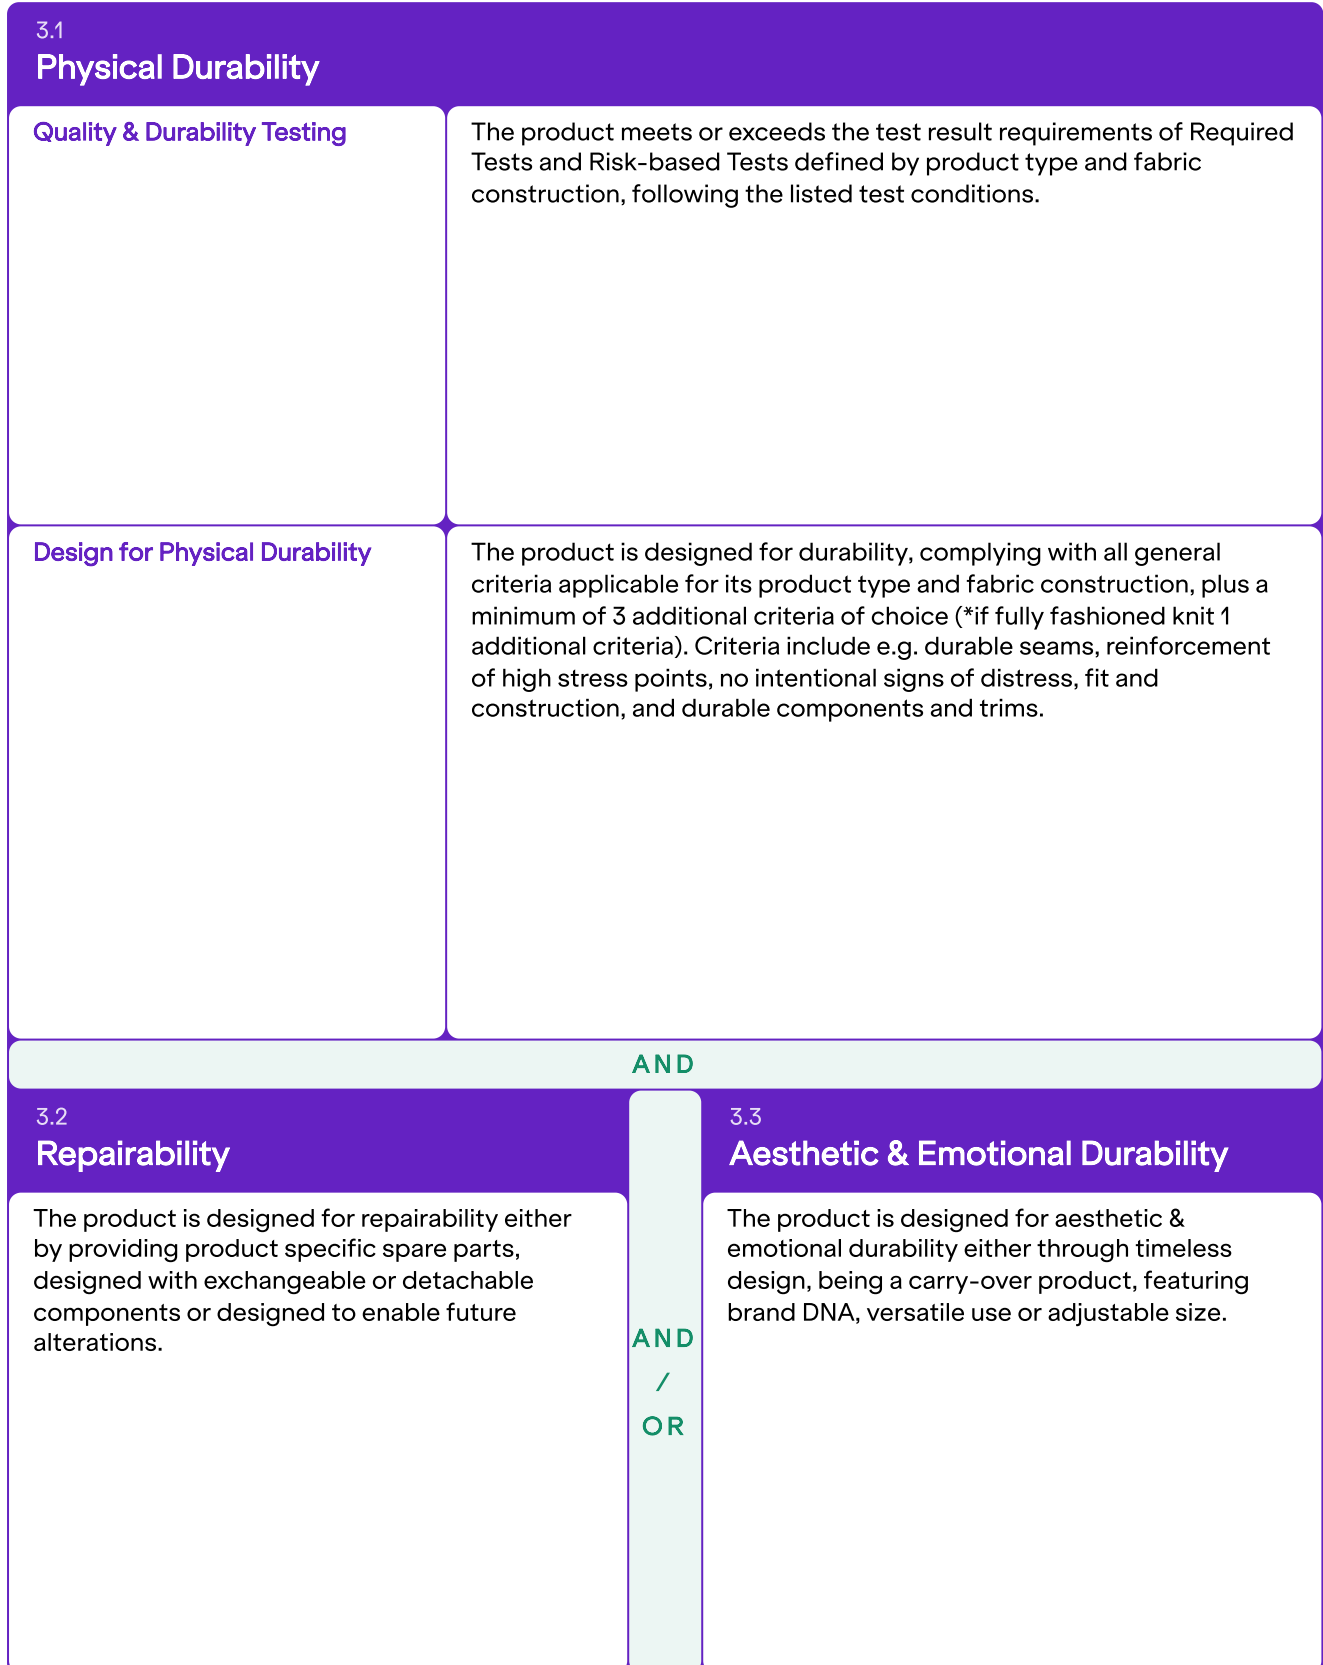 3.1
Physical Durability
Quality & Durability Testing
The product meets or exceeds the test result requirements of Required
Tests and Risk-based Tests defined by product type and fabric
construction, following the listed test conditions.
Design for Physical Durability
The product is designed for durability, complying with all general
criteria applicable for its product type and fabric construction, plus a
minimum of 3 additional criteria of choice (*if fully fashioned knit 1
additional criteria). Criteria include e.g. durable seams, reinforcement
of high stress points, no intentional signs of distress, fit and
construction, and durable components and trims.
AND
3.2
Repairability
The product is designed for repairability either
by providing product specific spare parts,
designed with exchangeable or detachable
components or designed to enable future
alterations.
AND
/
OR
3.3
Aesthetic & Emotional Durability
The product is designed for aesthetic &
emotional durability either through timeless
design, being a carry-over product, featuring
brand DNA, versatile use or adjustable size.